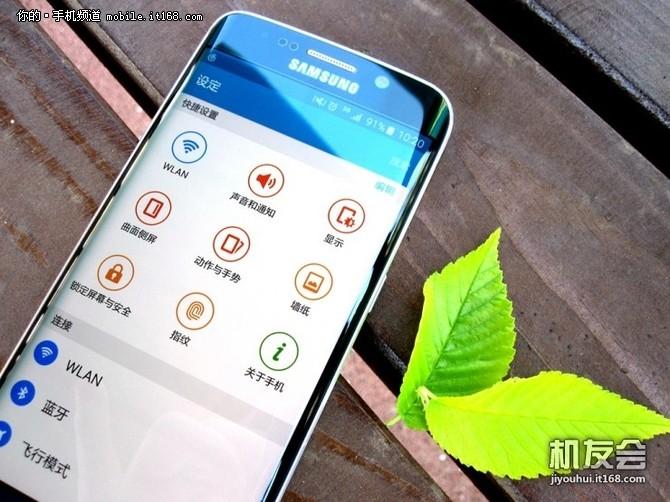 你的·手机频道 mobile.it168.com
SAMSUNG
91% 10:20
设定
快捷设置
编辑
WLAN
声音和通知
显示
曲面侧屏
动作与手势
墙纸
锁定屏幕与安全
指纹
关于手机
连接
WLAN
蓝牙
飞行模式
机友会
jiyouhui.it168.com